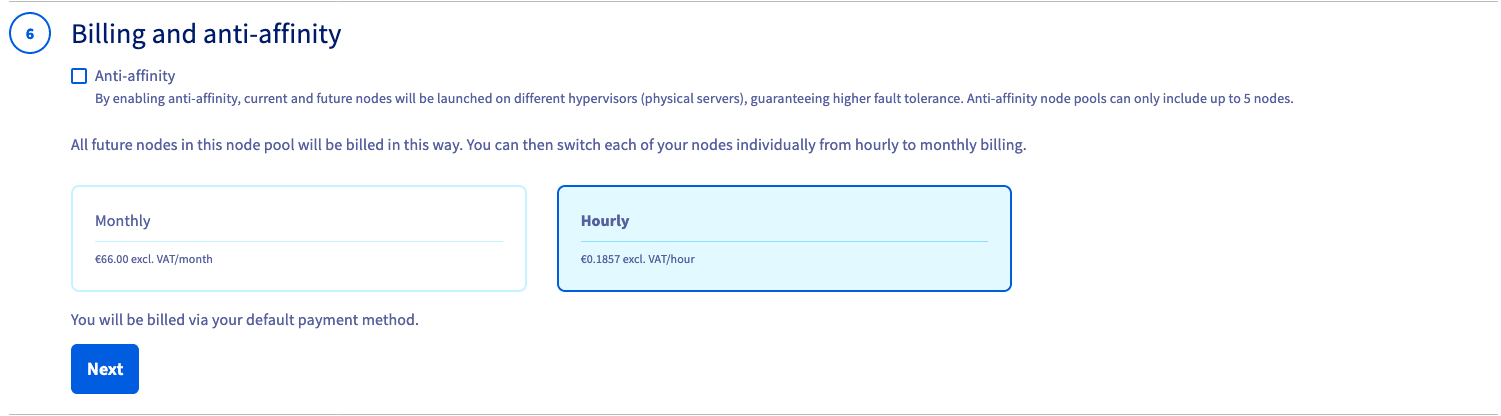 6
Billing and anti-affinity
Anti-affinity
By enabling anti-affinity, current and future nodes will be launched on different hypervisors (physical servers), guaranteeing higher fault tolerance. Anti-affinity node pools can only include up to 5 nodes.
All future nodes in this node pool will be billed in this way. You can then switch each of your nodes individually from hourly to monthly billing.
Monthly
€66.00 excl. VAT/month
Hourly
€0.1857 excl. VAT/hour
You will be billed via your default payment method.
Next